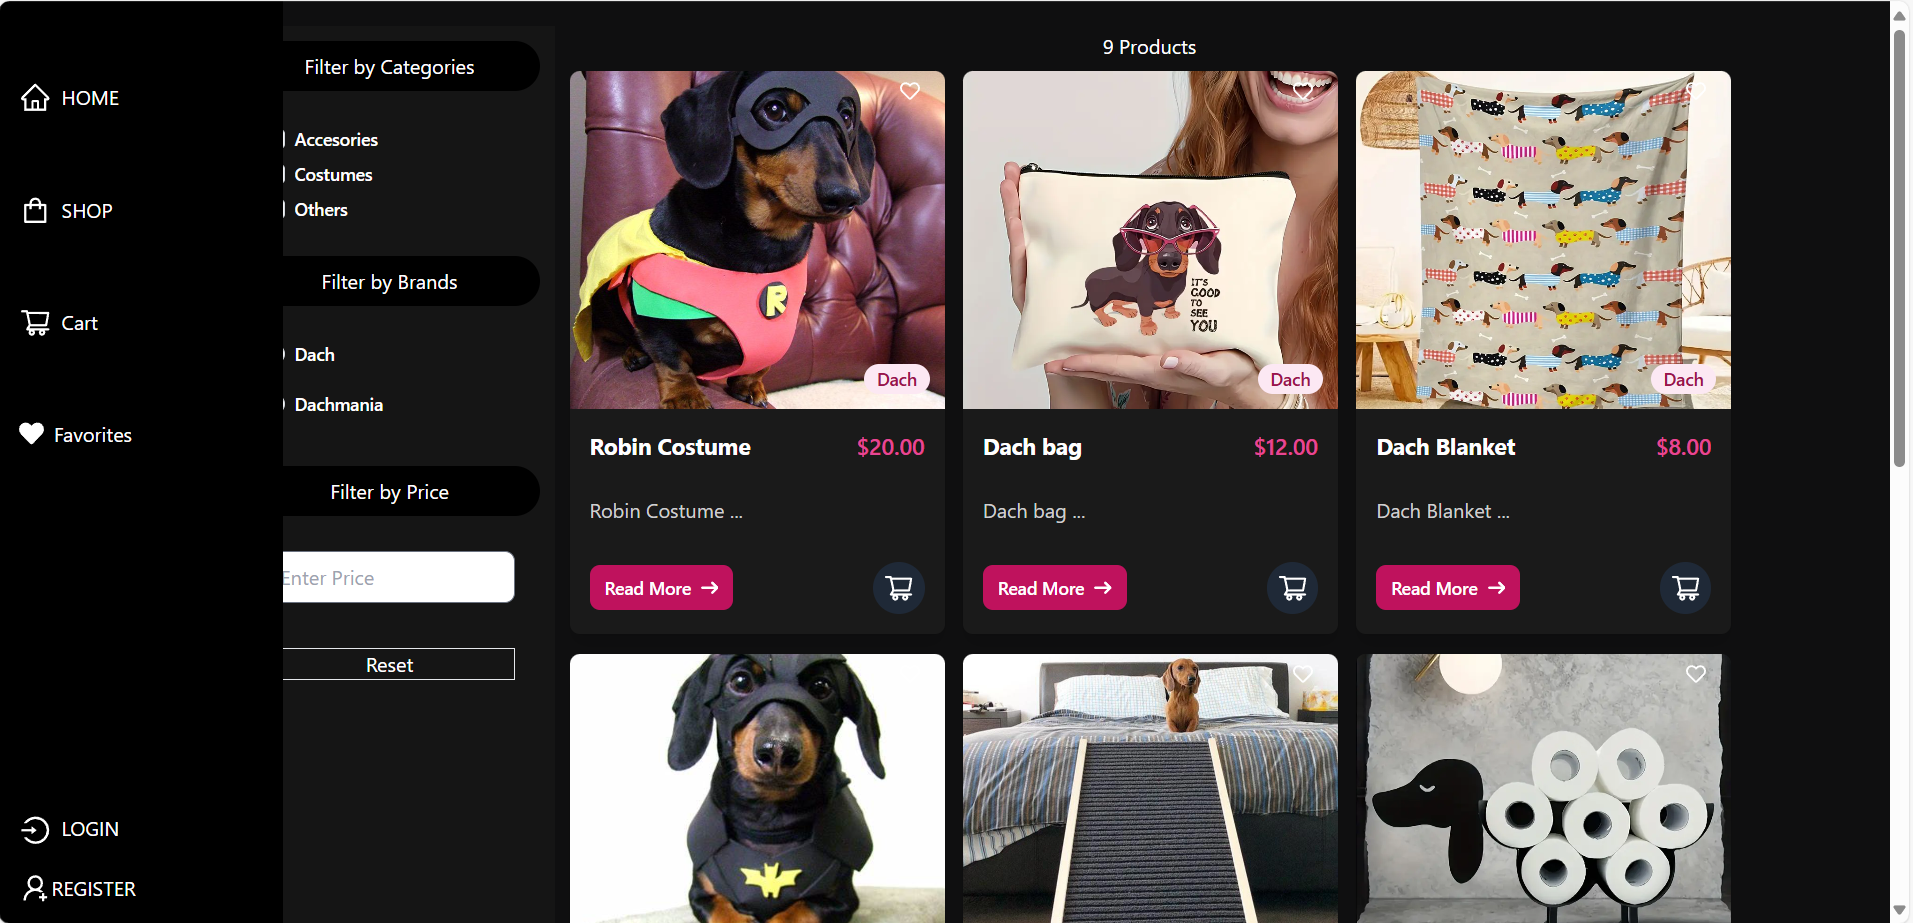 HOME
SHOP
Cart
Favorites
LOGIN
REGISTER
Filter by Categories
Accesories
Costumes
Others
Filter by Brands
Dach
Dachmania
Filter by Price
Enter Price
Reset
9 Products
R
Dach
Robin Costume $20.00
Robin Costume ...
Read More
IT'S
GOOD
TO
SEE
YOU
Dach
Dach bag $12.00
Dach bag ...
Read More
Dach
Dach Blanket $8.00
Dach Blanket ...
Read More